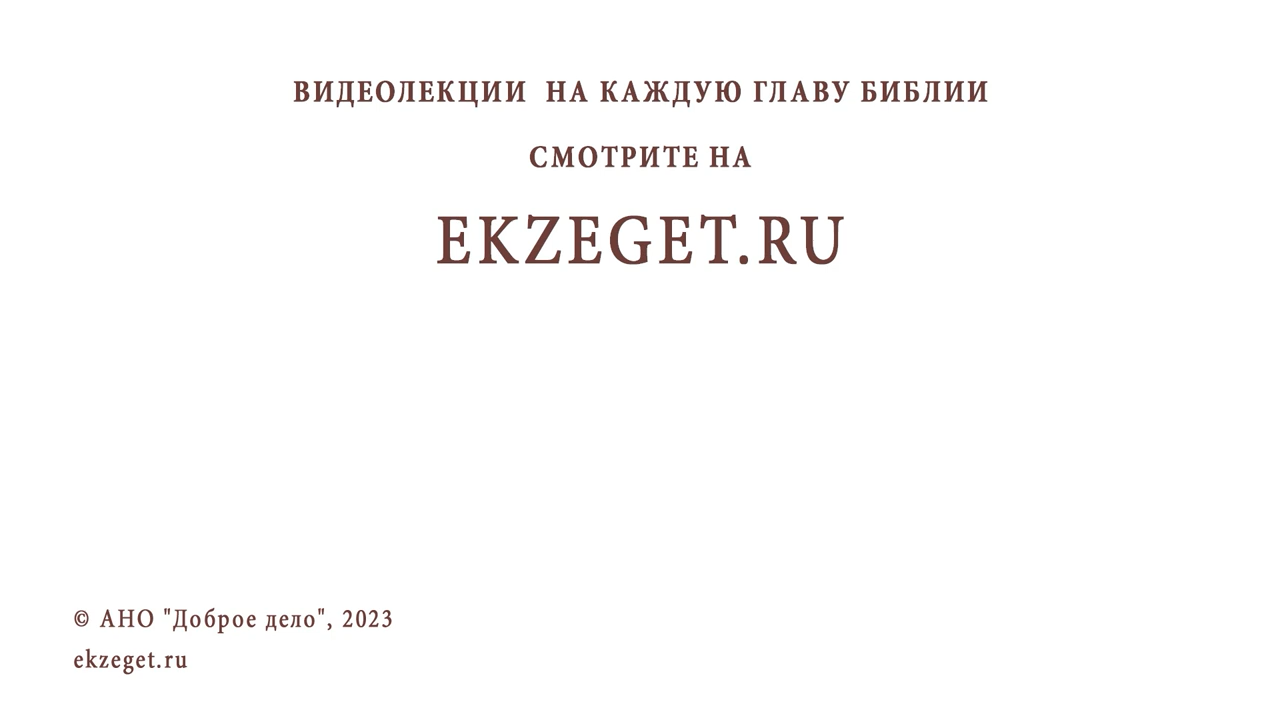 ВИДЕОЛЕКЦИИ НА КАЖДУЮ ГЛАВУ БИБЛИИ
СМОТРИТЕ НА
EKZEGET.RU
© АНО "Доброе дело", 2023
ekzeget.ru